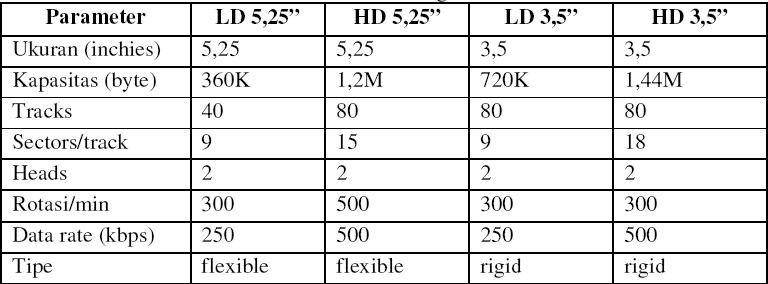 Parameter LD 5,25” HD 5,25” LD 3,5” HD 3,5”
Ukuran (inchies) 5,25 5,25 3,5 3,5
Kapasitas (byte) 360K 1,2M 720K 1,44M
Tracks 40 80 80 80
Sectors/track 9 15 9 18
Heads 2 2 2 2
Rotasi/min 300 500 300 300
Data rate (kbps) 250 500 250 500
Tipe flexible flexible rigid rigid